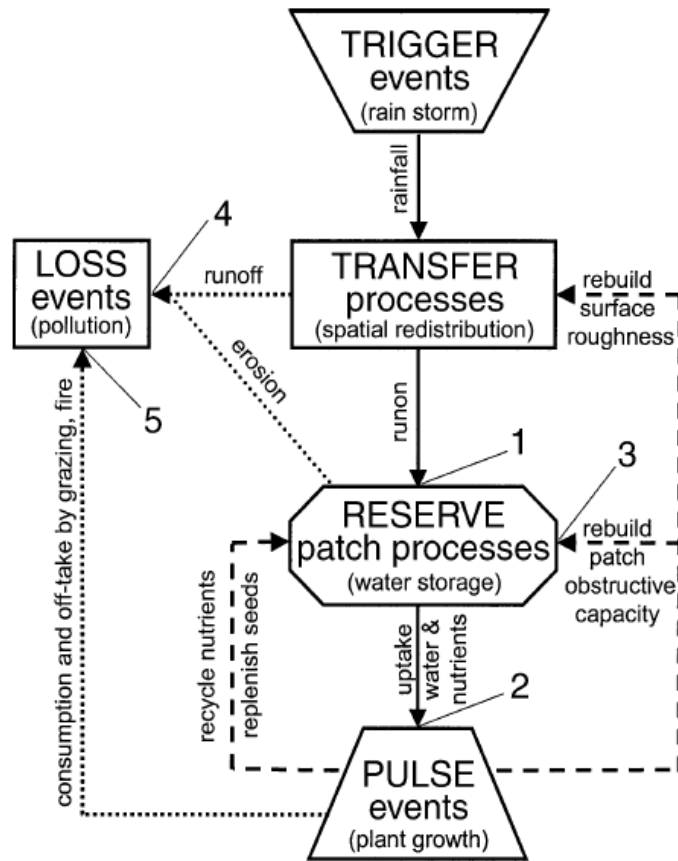 TRIGGER
events
(rain storm)
rainfall
4
LOSS
events
(pollution)
runoff
TRANSFER
processes
(spatial redistribution)
rebuild
surface
roughness
erosion
5
runon
1
3
RESERVE
patch processes
(water storage)
rebuild
patch
obstructive
capacity
consumption and off-take by grazing, fire
recycle nutrients
replenish seeds
uptake
water &
nutrients
2
PULSE
events
(plant growth)